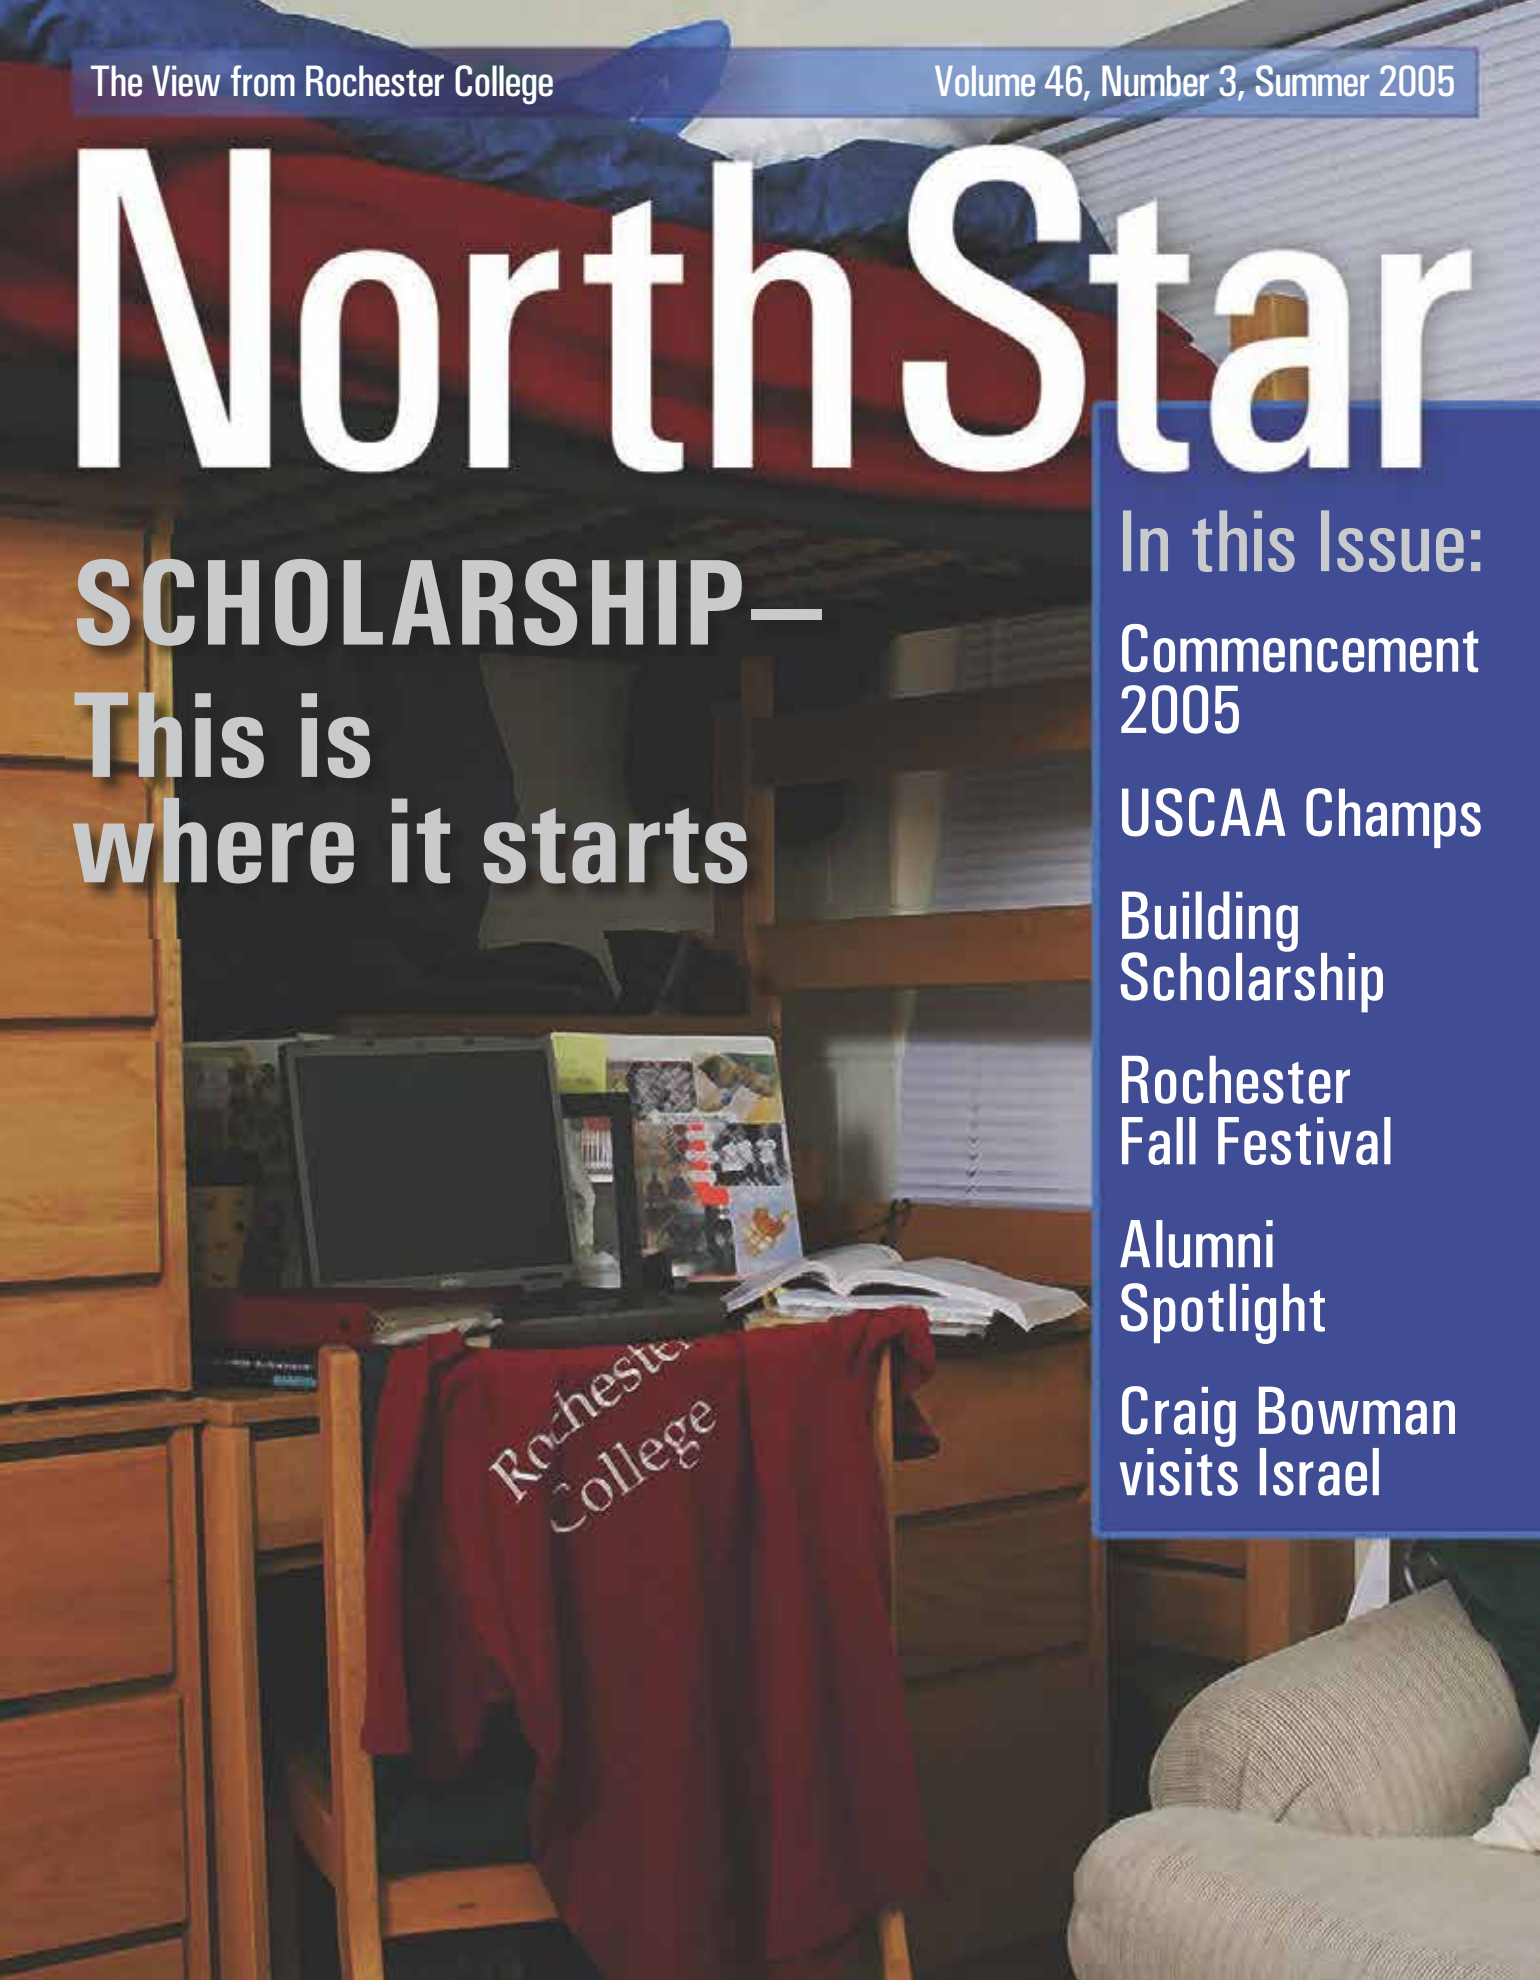 The View from Rochester College
Volume 46, Number 3, Summer 2005
NorthStar
SCHOLARSHIP—
This is
where it starts
In this Issue:
Commencement
2005
USCAA Champs
Building
Scholarship
Rochester
Fall Festival
Alumni
Spotlight
Craig Bowman
visits Israel
Rochester
College